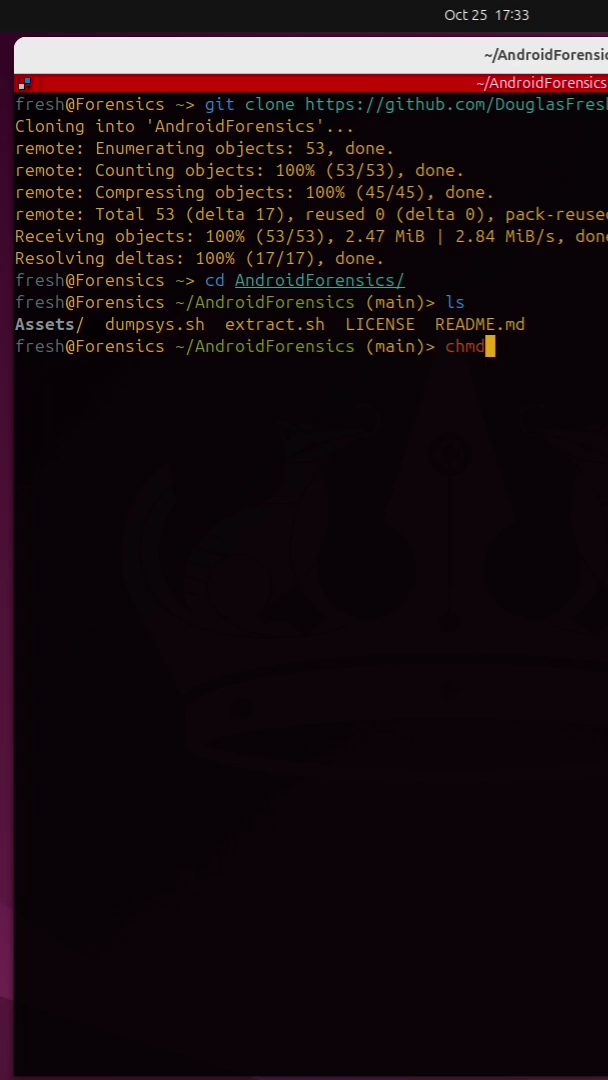 Oct 25 17:33
~/AndroidForensic
~/AndroidForensics
fresh@Forensics ~> git clone https://github.com/DouglasFresh
Cloning into 'AndroidForensics'...
remote: Enumerating objects: 53, done.
remote: Counting objects: 100% (53/53), done.
remote: Compressing objects: 100% (45/45), done.
remote: Total 53 (delta 17), reused 0 (delta 0), pack-reused
Receiving objects: 100% (53/53), 2.47 MiB | 2.84 MiB/s, done
Resolving deltas: 100% (17/17), done.
fresh@Forensics ~> cd AndroidForensics/
fresh@Forensics ~/AndroidForensics (main)> ls
Assets/ dumpsys.sh extract.sh LICENSE README.md
fresh@Forensics ~/AndroidForensics (main)> chmd